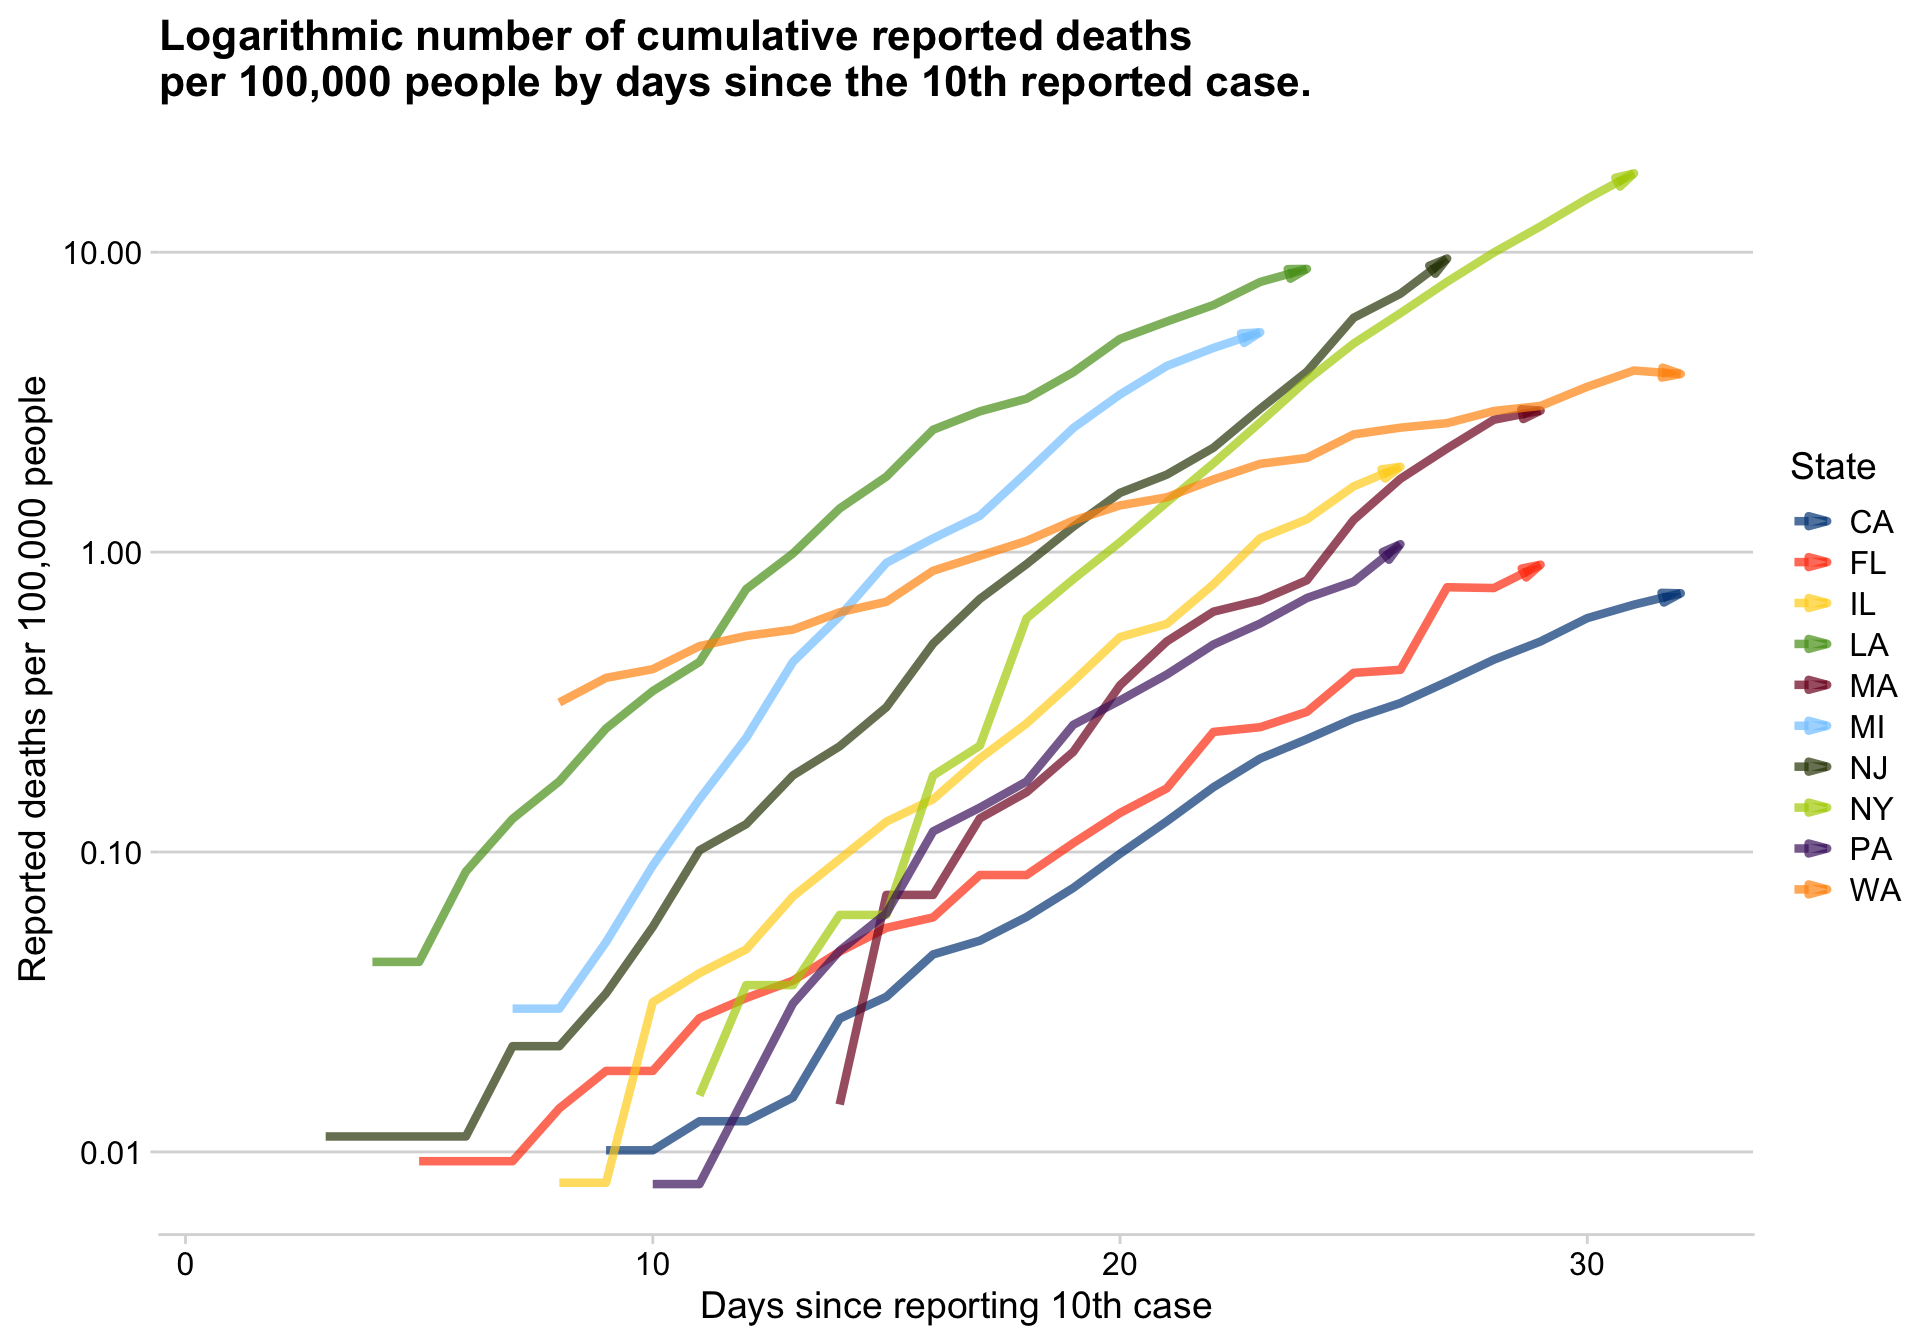 Logarithmic number of cumulative reported deaths
per 100,000 people by days since the 10th reported case.
Reported deaths per 100,000 people
10.00
1.00
0.10
0.01
0
10
20
30
Days since reporting 10th case
State
CA
FL
IL
LA
MA
MI
NJ
NY
PA
WA